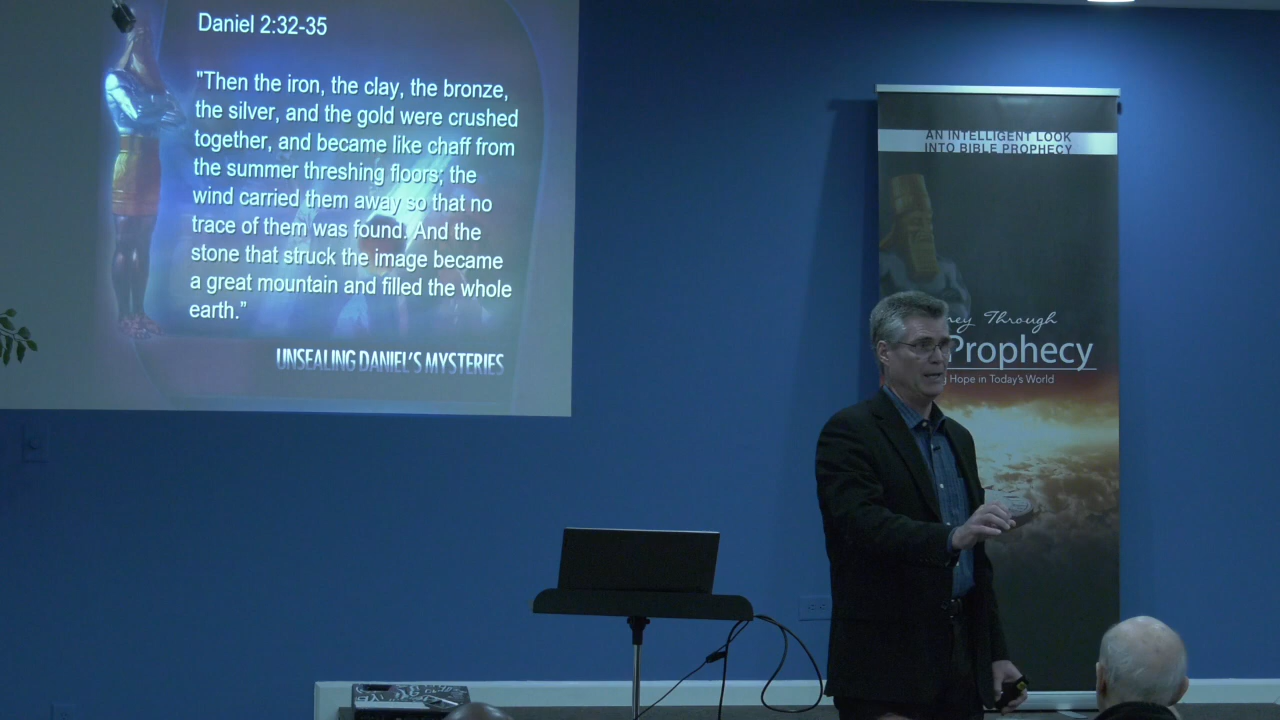 Daniel 2:32-35
"Then the iron, the clay, the bronze,
the silver, and the gold were crushed
together, and became like chaff from
the summer threshing floors; the
wind carried them away so that no
trace of them was found. And the
stone that struck the image became
a great mountain and filled the whole
earth.”
UNSEALING DANIEL'S MYSTERIES
AN INTELLIGENT LOOK
INTO BIBLE PROPHECY
ney Through
Prophecy
g Hope in Today's World